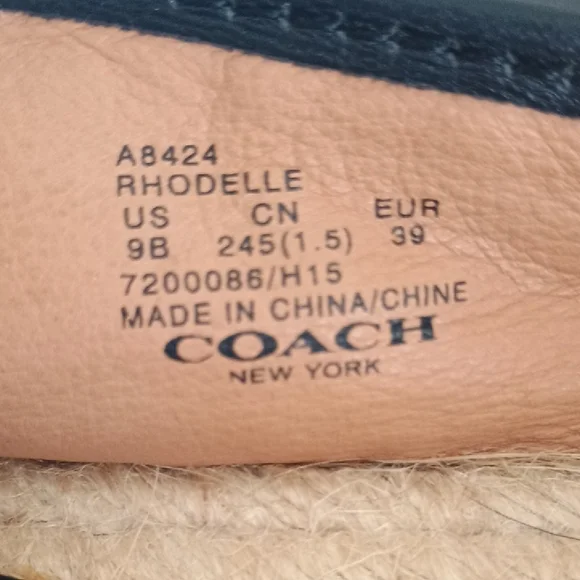 A8424
RHODELLE
US CN EUR
9B 245(1.5) 39
7200086/H15
MADE IN CHINA/CHINE
COACH
NEW YORK